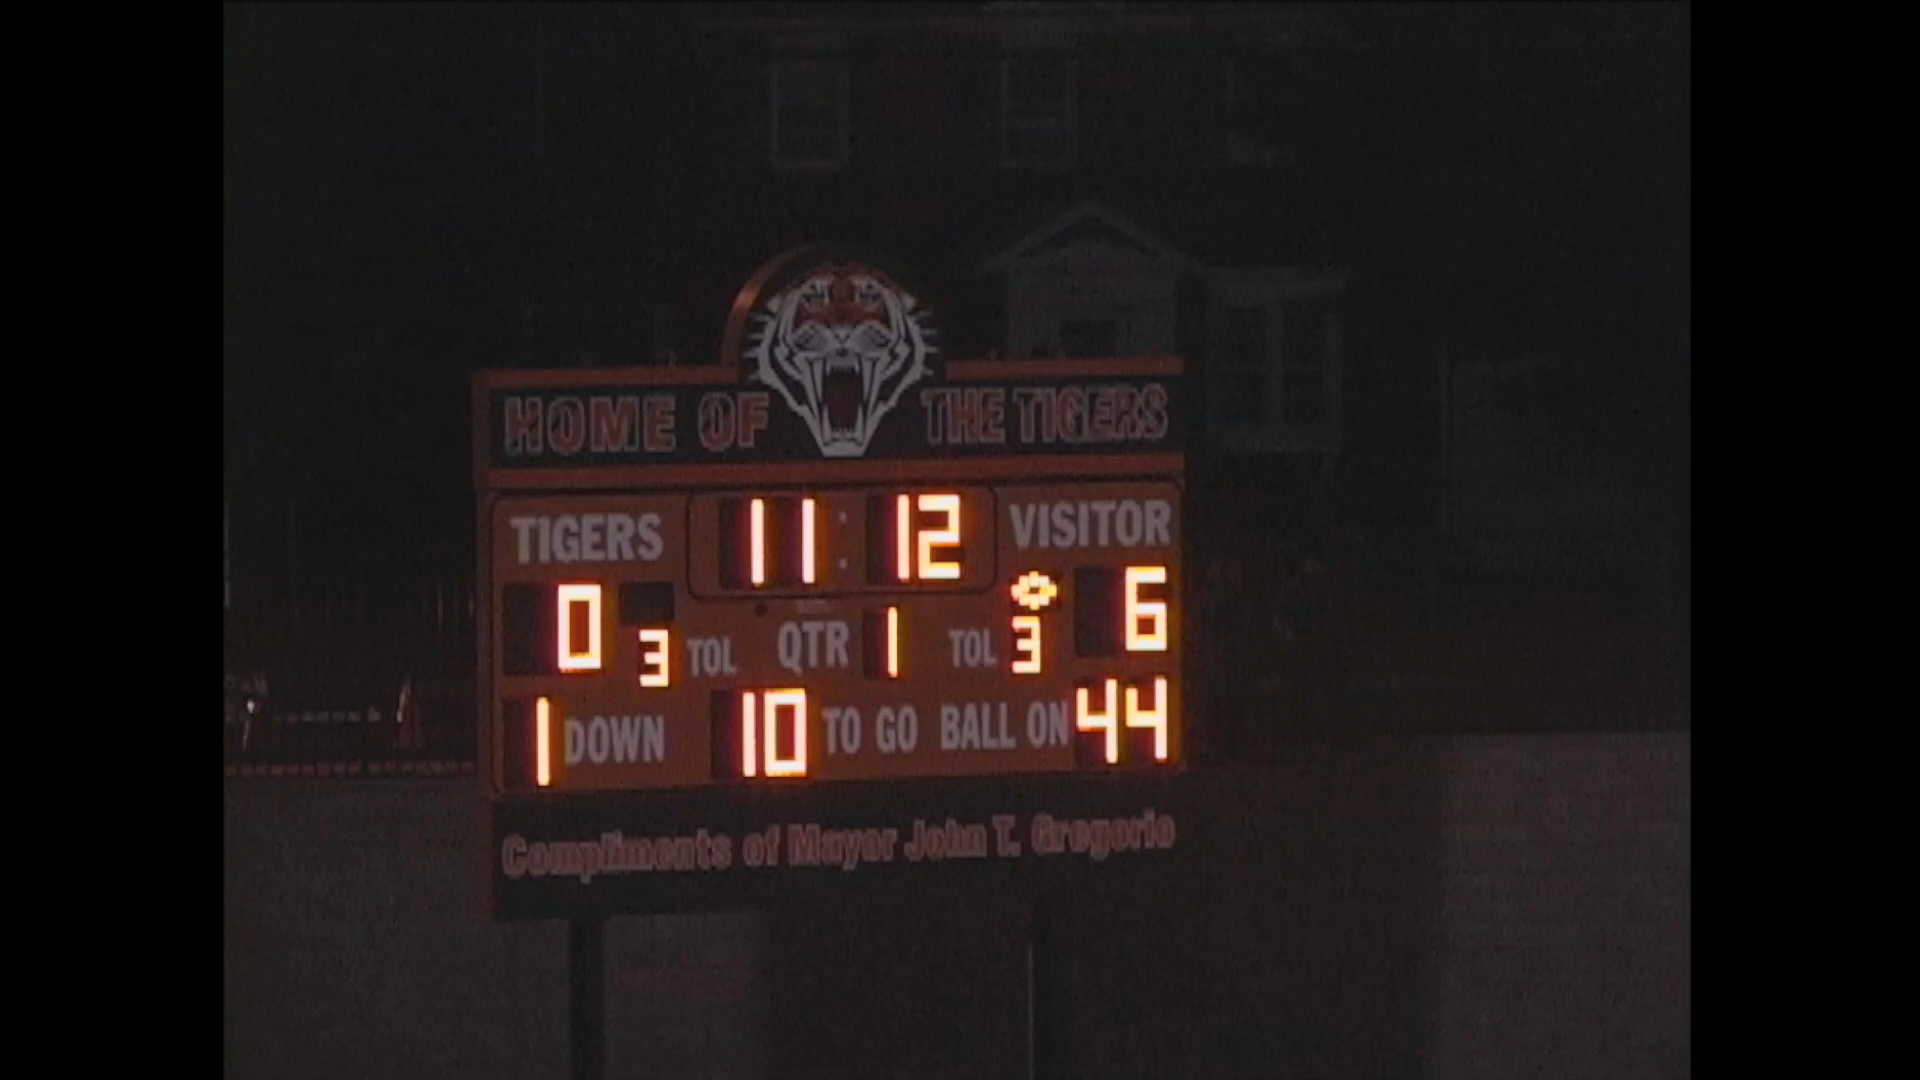 HOME OF THE TIGERS
TIGERS 11:12 VISITOR
0 3 TOL QTR 1 TOL 3 6
1 DOWN 10 TO GO BALL ON 44
Compliments of Mayor John T. Gregorio